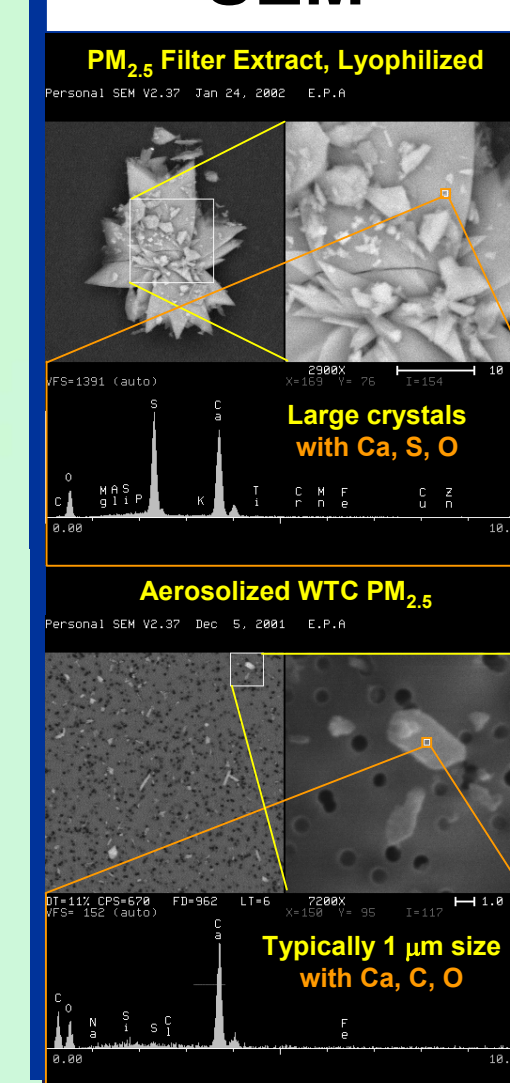 SEM
PM2.5 Filter Extract, Lyophilized
Personal SEM V2.37 Jan 24, 2002 E.P.A
2900X 10
VFS=1391 (auto) X=169 Y= 76 I=154
Large crystals
with Ca, S, O
C O Mg Al Si P S K Ca Ti Cr Mn Fe Cu Zn
0.00 10.
Aerosolized WTC PM2.5
Personal SEM V2.37 Dec 5, 2001 E.P.A
DT=11% CPS=670 FD=962 LT=6 7200X 1.0
VFS= 152 (auto) X=150 Y= 95 I=117
Typically 1 μm size
with Ca, C, O
C O Na Si S Cl Ca Fe
0.00 10.